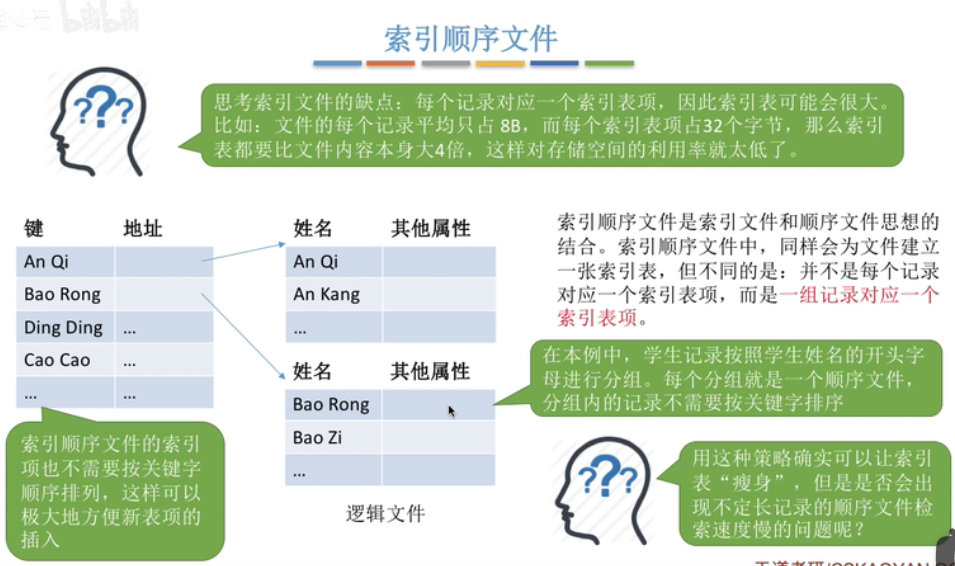 索引顺序文件
思考索引文件的缺点：每个记录对应一个索引表项，因此索引表可能会很大。
比如：文件的每个记录平均只占 8B，而每个索引表项占32个字节，那么索引
表都要比文件内容本身大4倍，这样对存储空间的利用率就太低了。
键 地址
An Qi
Bao Rong
Ding Ding ...
Cao Cao ...
... ...
索引顺序文件的索引
项也不需要按关键字
顺序排列，这样可以
极大地方便新表项的
插入
姓名 其他属性
An Qi
An Kang
...
姓名 其他属性
Bao Rong
Bao Zi
...
逻辑文件
索引顺序文件是索引文件和顺序文件思想的
结合。索引顺序文件中，同样会为文件建立
一张索引表，但不同的是：并不是每个记录
对应一个索引表项，而是一组记录对应一个
索引表项。
在本例中，学生记录按照学生姓名的开头字
母进行分组。每个分组就是一个顺序文件，
分组内的记录不需要按关键字排序
用这种策略确实可以让索引
表“瘦身”，但是是否会出
现不定长记录的顺序文件检
索速度慢的问题呢？